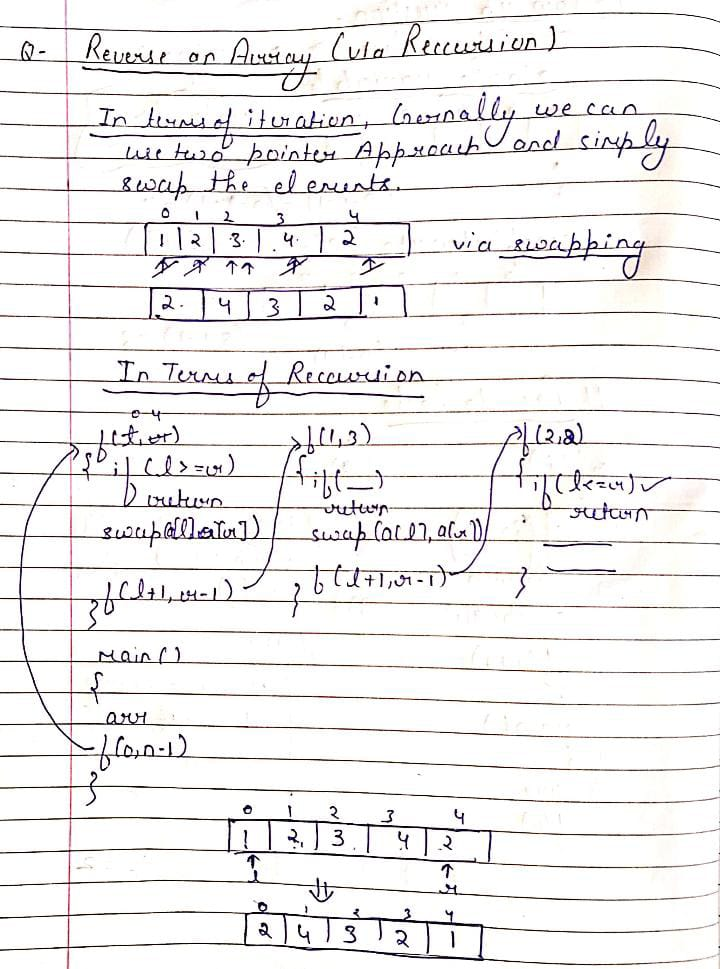 Q- Reverse an Array (via Reccursion)
In terms of iteration, Gernally we can
use two pointer Approach and simply
swap the elements.
0 1 2 3 4
1 2 3 4 2 via swapping
2 4 3 2 1
In Terms of Reccursion
0 4
f(l, r) f(1,3) f(2,2)
{ if (l>=r) { if(__) { if(l<=r) ✓
return return return
swap(a[l],a[r]) swap(a[l], a[r])
f(l+1, r-1) f(l+1, r-1)
} } }
main()
{
arr
f(0,n-1)
}
0 1 2 3 4
1 2 3 4 2
l r
0 1 2 3 4
2 4 3 2 1